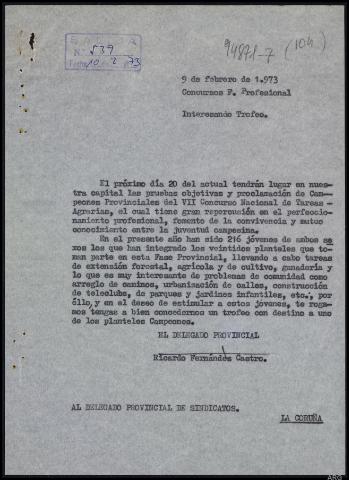 SALIDA
N.º 539
Fecha 10 2 73
94871-7 (104)
9 de febrero de 1.973
Concursos F. Profesional
Interesando Trofeo.
El próximo día 20 del actual tendrán lugar en nues-
tra capital las pruebas objetivas y proclamación de Cam-
peones Provinciales del VII Concurso Nacional de Tareas
Agrarias, el cual tiene gran repercusión en el perfeccio-
namiento profesional, fomento de la convivencia y mutuo
conocimiento entre la juventud campesina.
En el presente año han sido 216 jóvenes de ambos se
xos los que han integrado los veintidos planteles que to-
man parte en esta Fase Provincial, llevando a cabo tareas
de extensión forestal, agrícola y de cultivo, ganadería y
lo que es muy interesante de problemas de comunidad como
arreglo de caminos, urbanización de calles, construcción
de teleclubs, de parques y jardines infantiles, etc., por
éllo, y en el deseo de estimular a estos jóvenes, te roga-
mos tengas a bien concedernos un trofeo con destino a uno
de los planteles Campeones.
EL DELEGADO PROVINCIAL
Ricardo Fernández Castro.
AL DELEGADO PROVINCIAL DE SINDICATOS.
LA CORUÑA
ARG